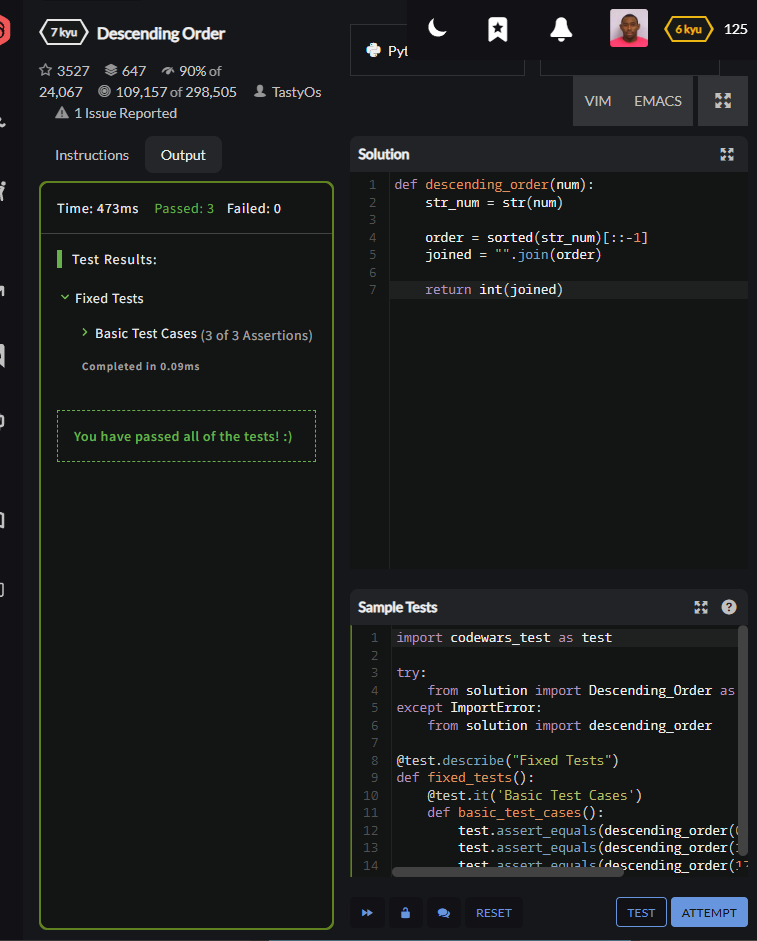 7 kyu Descending Order
6 kyu 125
3527 647 90% of
24,067 109,157 of 298,505 TastyOs
1 Issue Reported
VIM EMACS
Instructions Output
Time: 473ms Passed: 3 Failed: 0
Test Results:
Fixed Tests
Basic Test Cases (3 of 3 Assertions)
Completed in 0.09ms
You have passed all of the tests! :)
Solution
1 def descending_order(num):
2 str_num = str(num)
3
4 order = sorted(str_num)[::-1]
5 joined = "".join(order)
6
7 return int(joined)
Sample Tests
1 import codewars_test as test
2
3 try:
4 from solution import Descending_Order as
5 except ImportError:
6 from solution import descending_order
7
8 @test.describe("Fixed Tests")
9 def fixed_tests():
10 @test.it('Basic Test Cases')
11 def basic_test_cases():
12 test.assert_equals(descending_order(
13 test.assert_equals(descending_order(
14 test.assert_equals(descending_order(
RESET TEST ATTEMPT